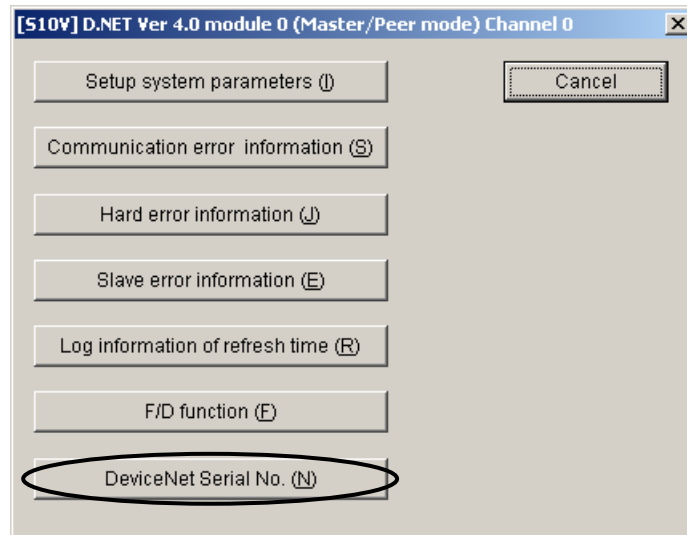 [S10V] D.NET Ver 4.0 module 0 (Master/Peer mode) Channel 0
Setup system parameters (I)
Cancel
Communication error information (S)
Hard error information (J)
Slave error information (E)
Log information of refresh time (R)
F/D function (F)
DeviceNet Serial No. (N)